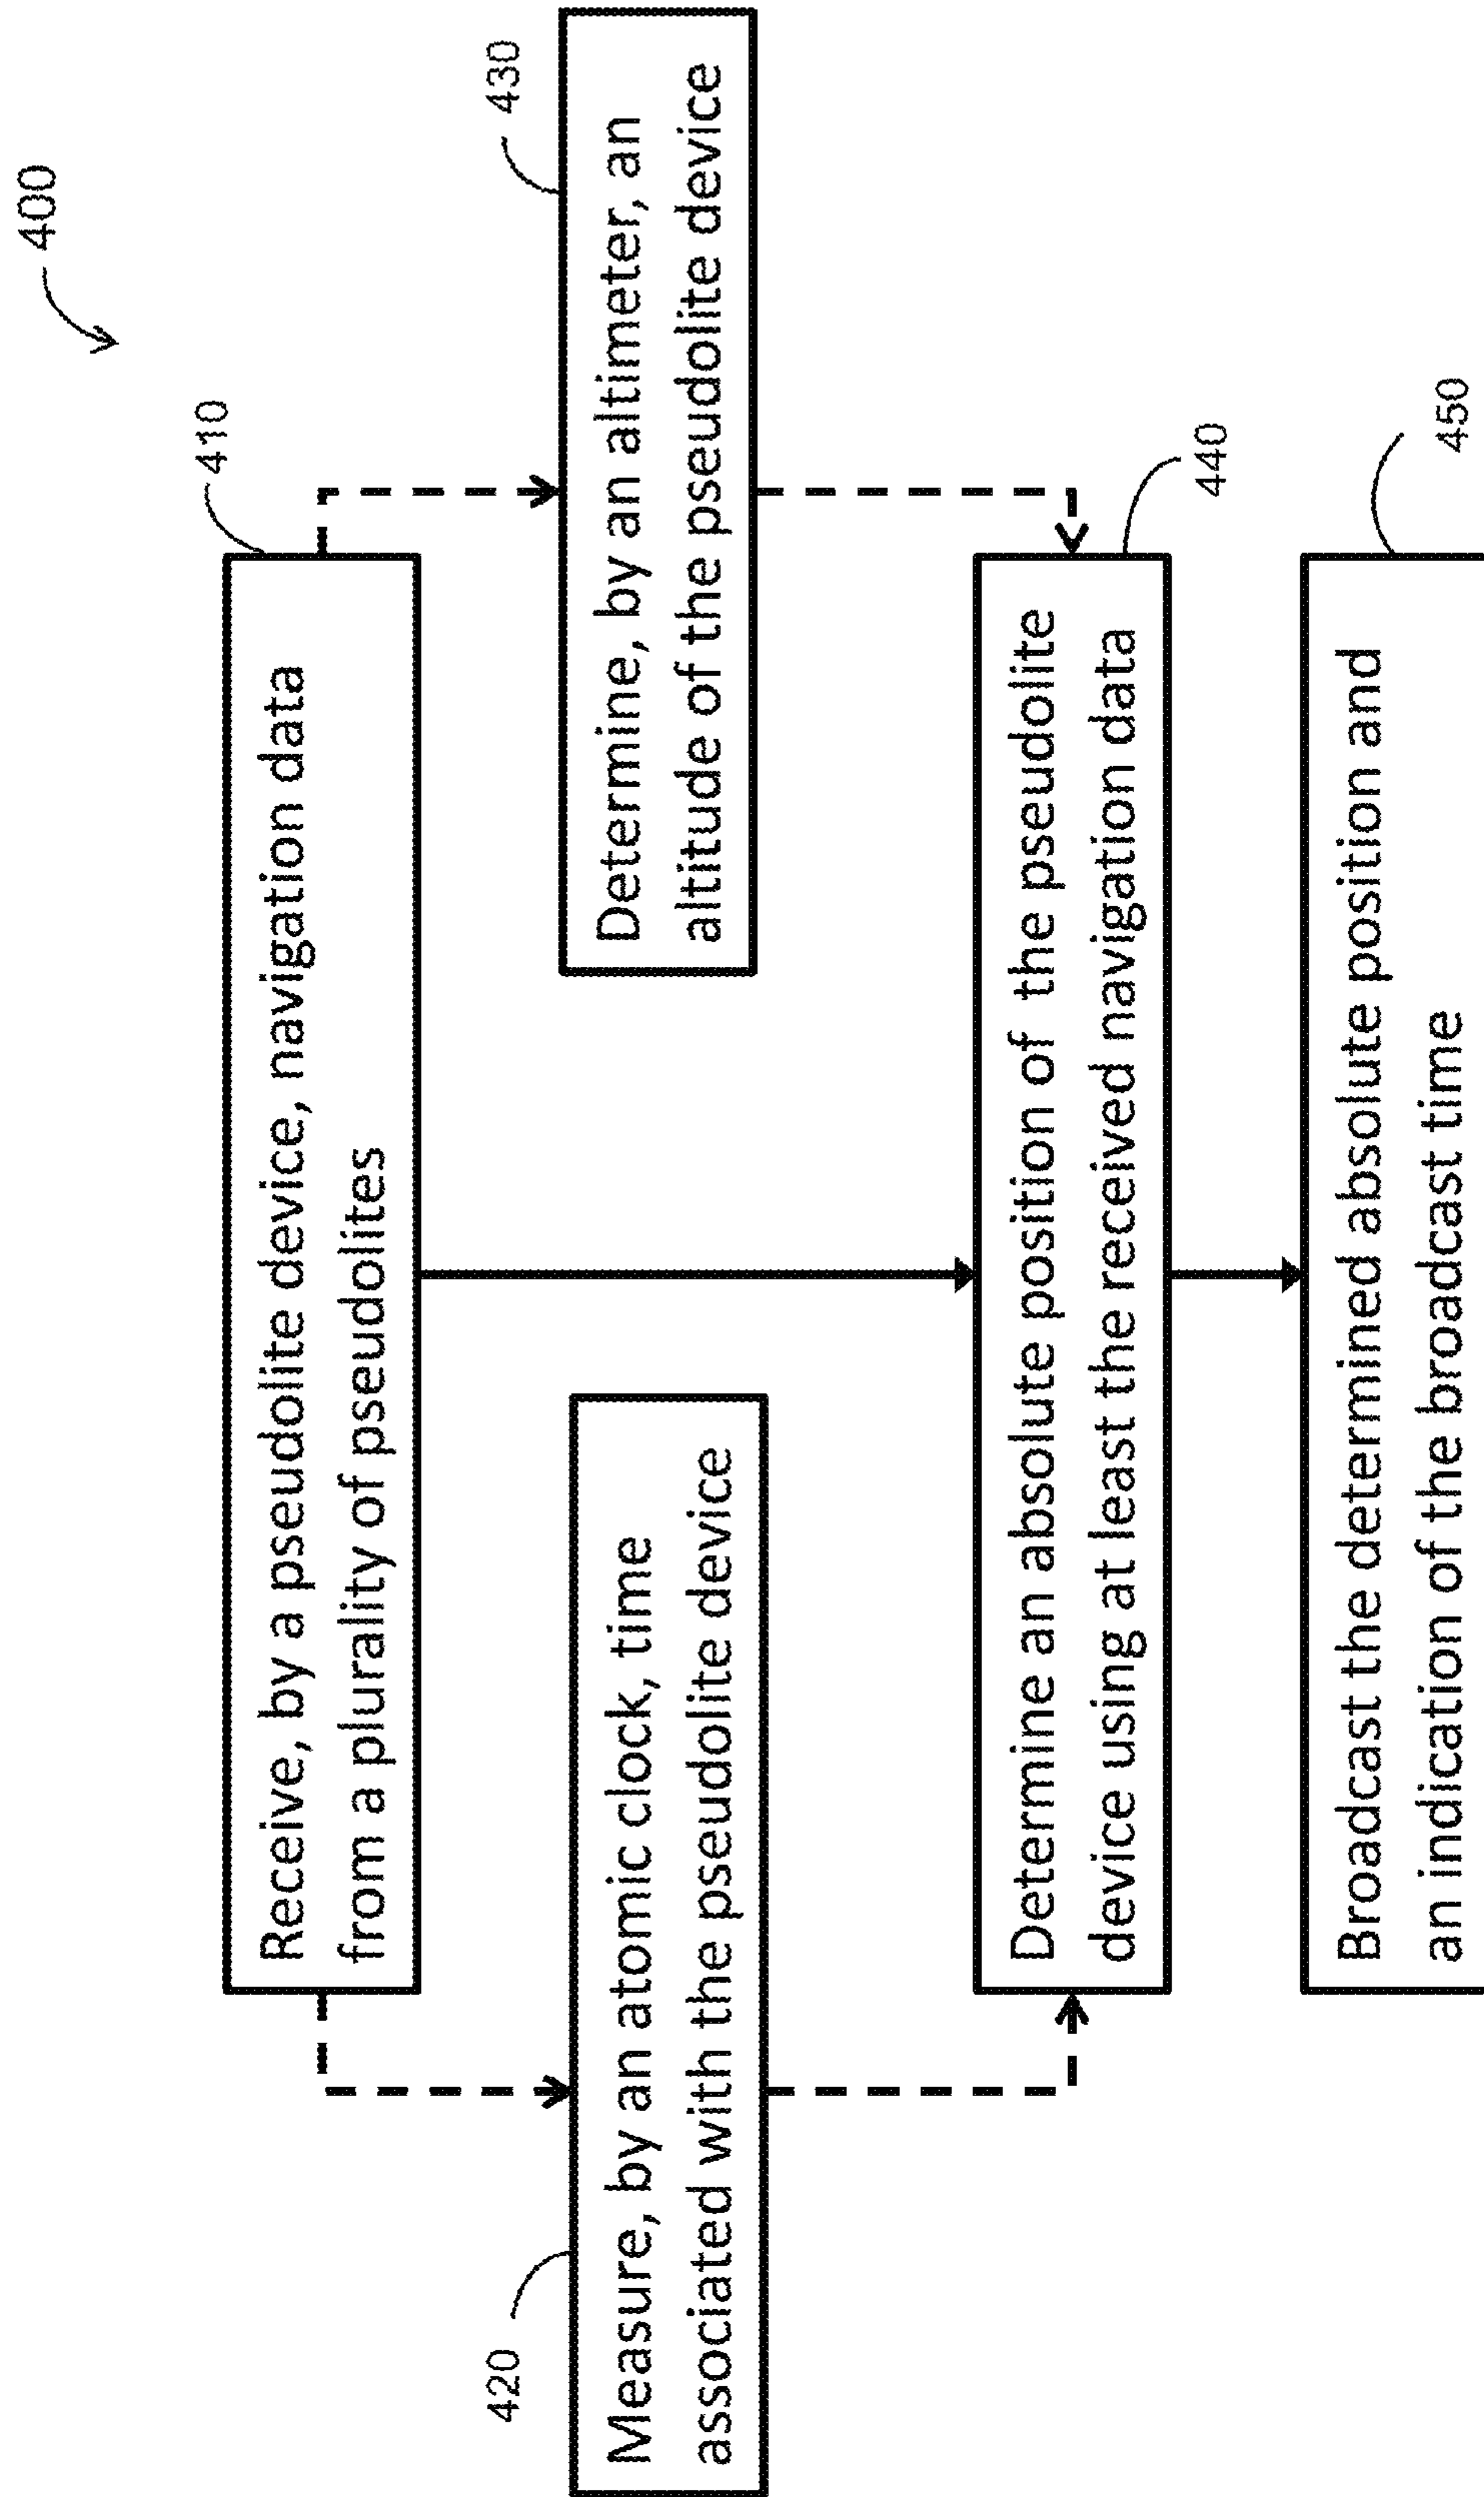 400
410
Receive, by a pseudolite device, navigation data
from a plurality of pseudolites
420
Measure, by an atomic clock, time
associated with the pseudolite device
430
Determine, by an altimeter, an
altitude of the pseudolite device
440
Determine an absolute position of the pseudolite
device using at least the received navigation data
450
Broadcast the determined absolute position and
an indication of the broadcast time